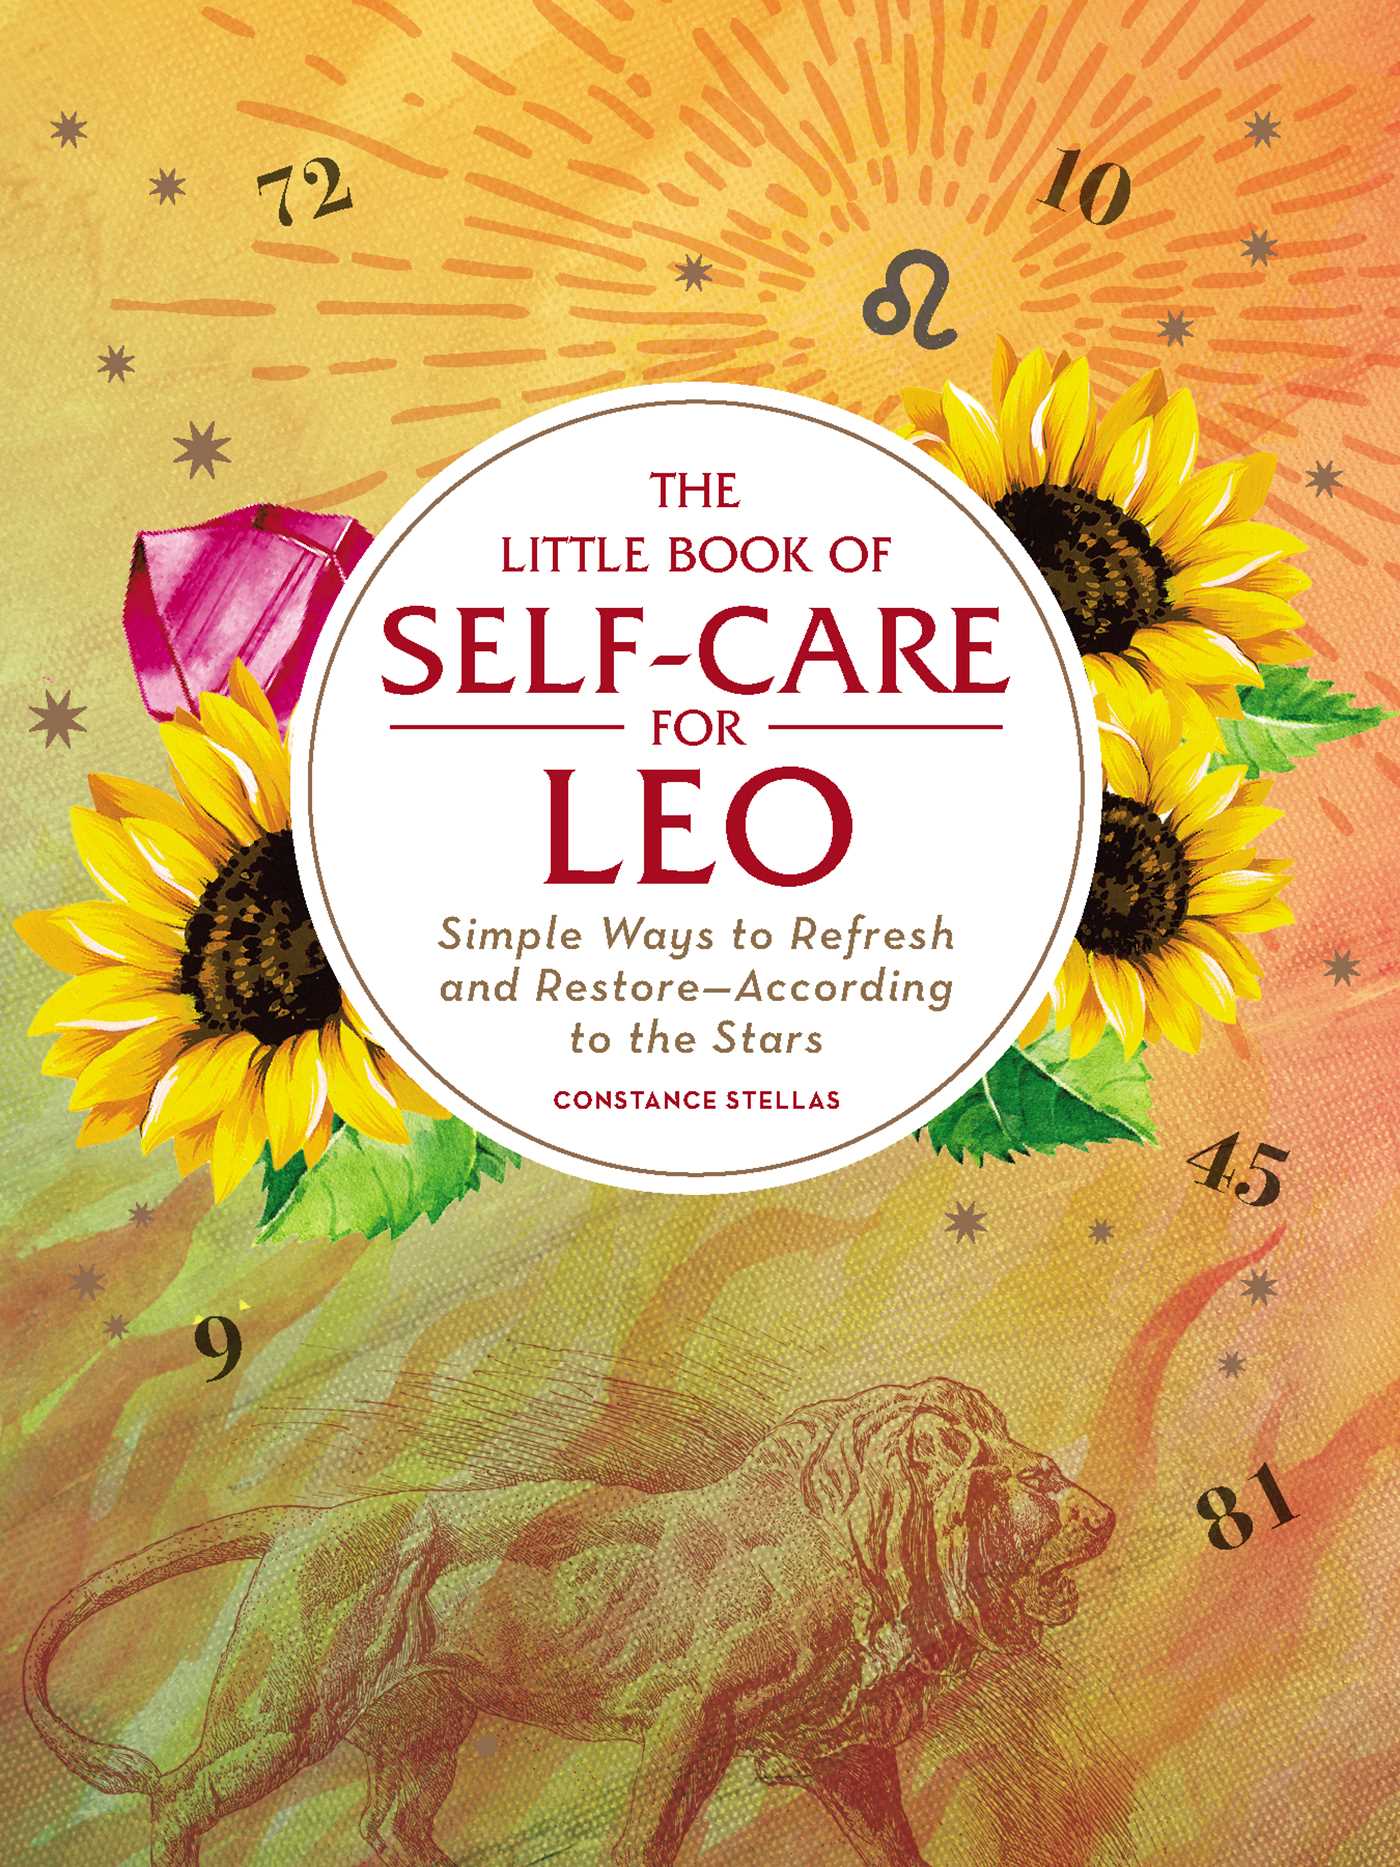 72
10
♌
THE
LITTLE BOOK OF
SELF-CARE
FOR
LEO
Simple Ways to Refresh
and Restore—According
to the Stars
CONSTANCE STELLAS
45
9
81